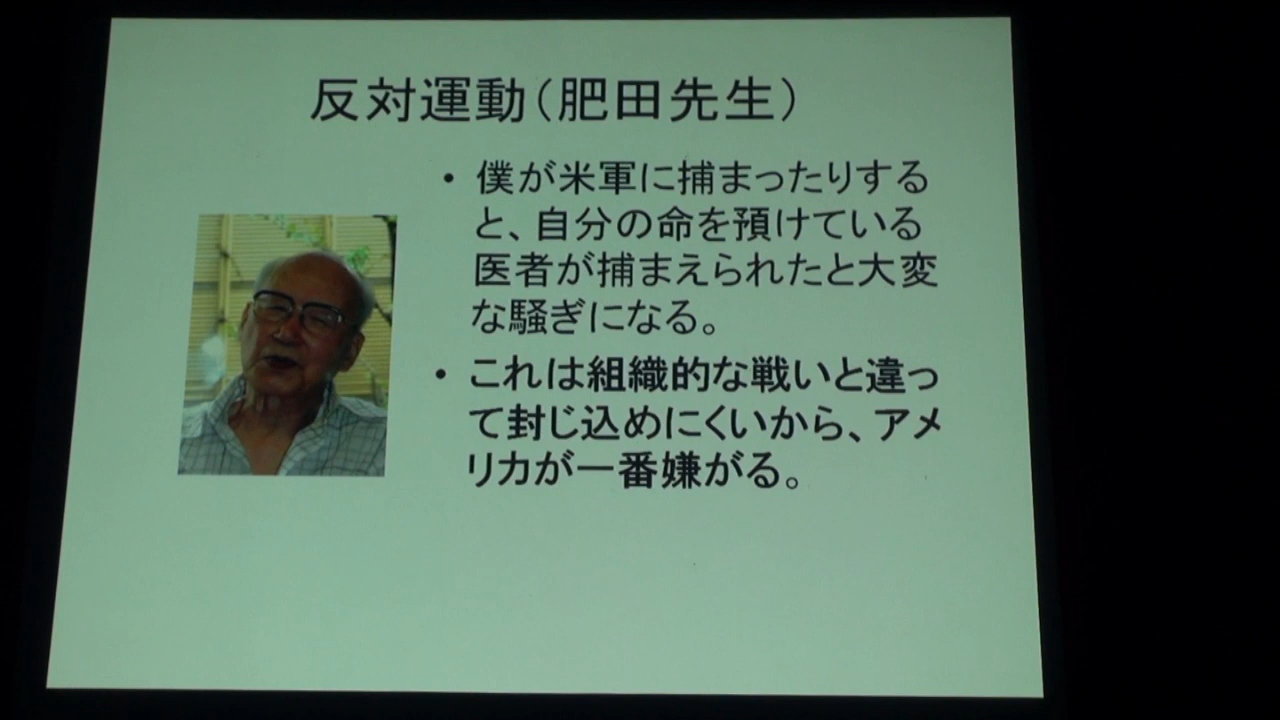 反対運動（肥田先生）
• 僕が米軍に捕まったりする
と、自分の命を預けている
医者が捕まえられたと大変
な騒ぎになる。
• これは組織的な戦いと違っ
て封じ込めにくいから、アメ
リカが一番嫌がる。